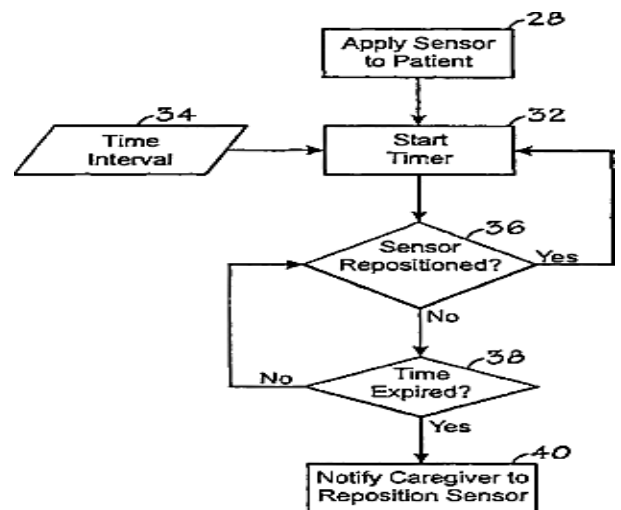 28
Apply Sensor
to Patient
34
32
Time
Interval
Start
Timer
36
Sensor
Repositioned?
Yes
No
38
Time
Expired?
No
Yes
40
Notify Caregiver to
Reposition Sensor